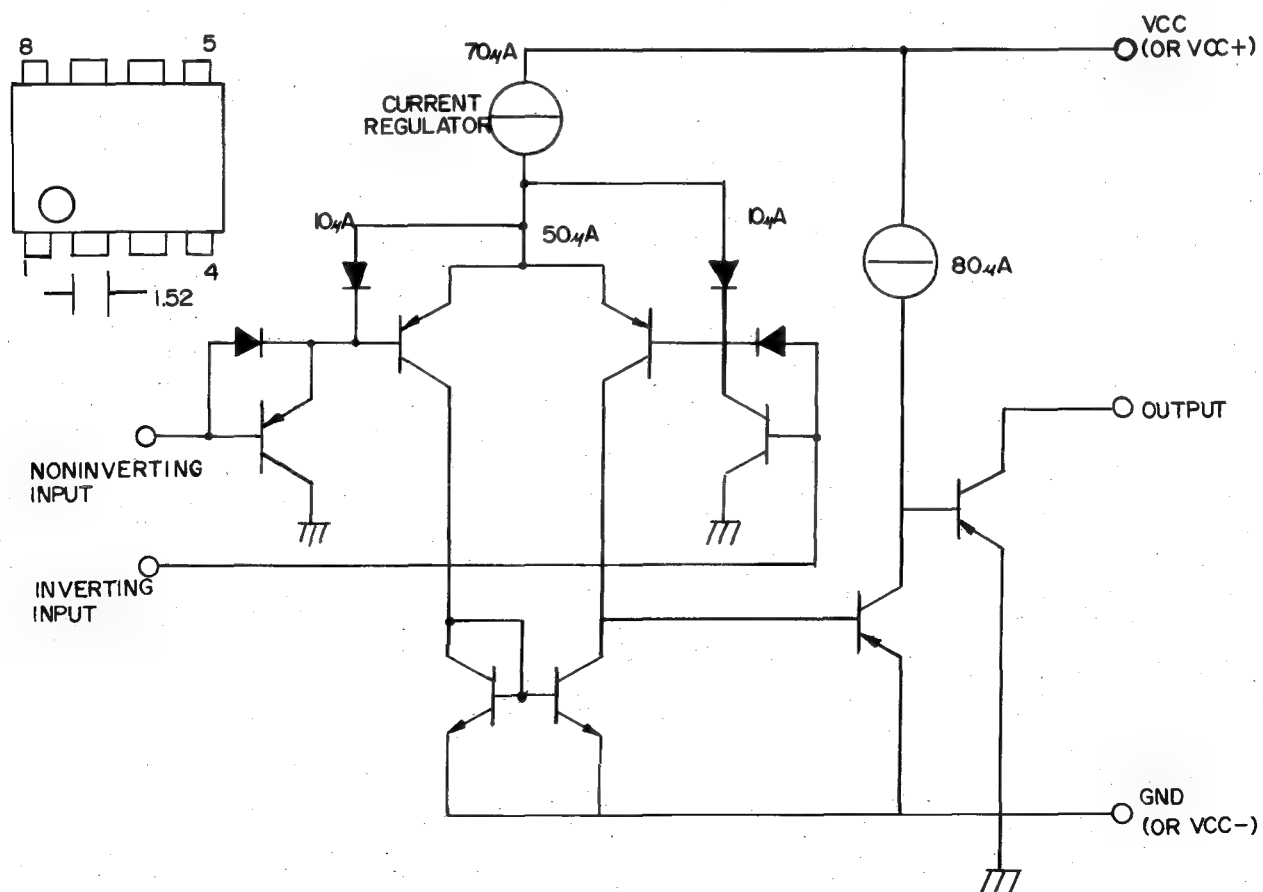 8
5
1
4
1.52
70μA
CURRENT
REGULATOR
VCC
(OR VCC+)
10μA
50μA
10μA
80μA
NONINVERTING
INPUT
OUTPUT
INVERTING
INPUT
GND
(OR VCC-)